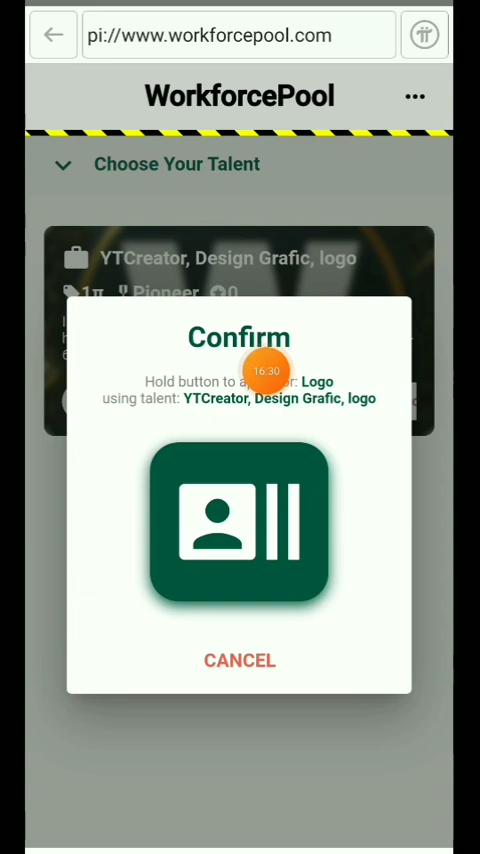 pi://www.workforcepool.com
WorkforcePool
Choose Your Talent
YTCreator, Design Grafic, logo
1π Pioneer 0
Confirm
16:30
Hold button to a r: Logo
using talent: YTCreator, Design Grafic, logo
CANCEL